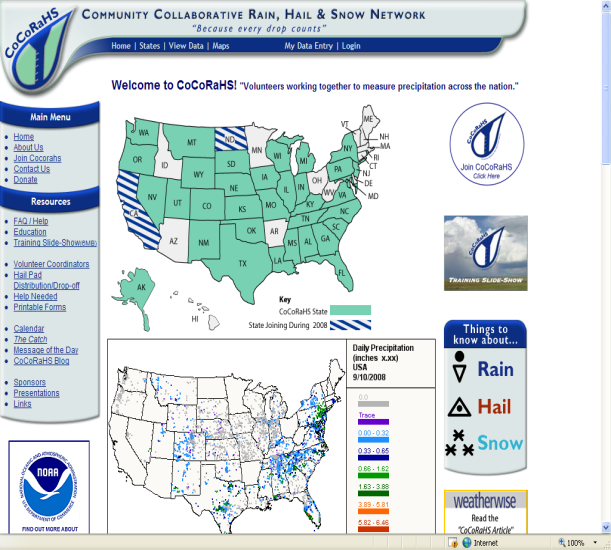 CoCoRaHS
COMMUNITY COLLABORATIVE RAIN, HAIL & SNOW NETWORK
"Because every drop counts"
Home | States | View Data | Maps My Data Entry | Login
Welcome to CoCoRaHS! "Volunteers working together to measure precipitation across the nation."
Main Menu
Home
About Us
Join Cocorahs
Contact Us
Donate
Resources
FAQ / Help
Education
Training Slide-Show(6MB)
Volunteer Coordinators
Hail Pad
Distribution/Drop-off
Help Needed
Printable Forms
Calendar
The Catch
Message of the Day
CoCoRaHS Blog
Sponsors
Presentations
Links
NOAA
FIND OUT MORE ABOUT
WA
OR
CA
ID
NV
AZ
MT
WY
UT
CO
NM
ND
SD
NE
KS
OK
TX
MN
IA
MO
AR
LA
WI
IL
MI
IN
OH
KY
TN
MS
AL
GA
FL
SC
NC
VA
WV
PA
NY
VT
ME
NH
MA
RI
CT
NJ
DE
MD
AK
HI
Key
CoCoRaHS State
State Joining During 2008
Daily Precipitation
(inches x.xx)
USA
9/10/2008
0.0
Trace
0.00 - 0.32
0.33 - 0.65
0.66 - 1.62
1.63 - 3.88
3.89 - 5.81
5.82 - 6.46
CoCoRaHS
Join CoCoRaHS
Click Here
CoCoRaHS
TRAINING SLIDE-SHOW
Things to
know about...
Rain
Hail
Snow
weatherwise
Read the
"CoCoRaHS Article"
Internet
100%